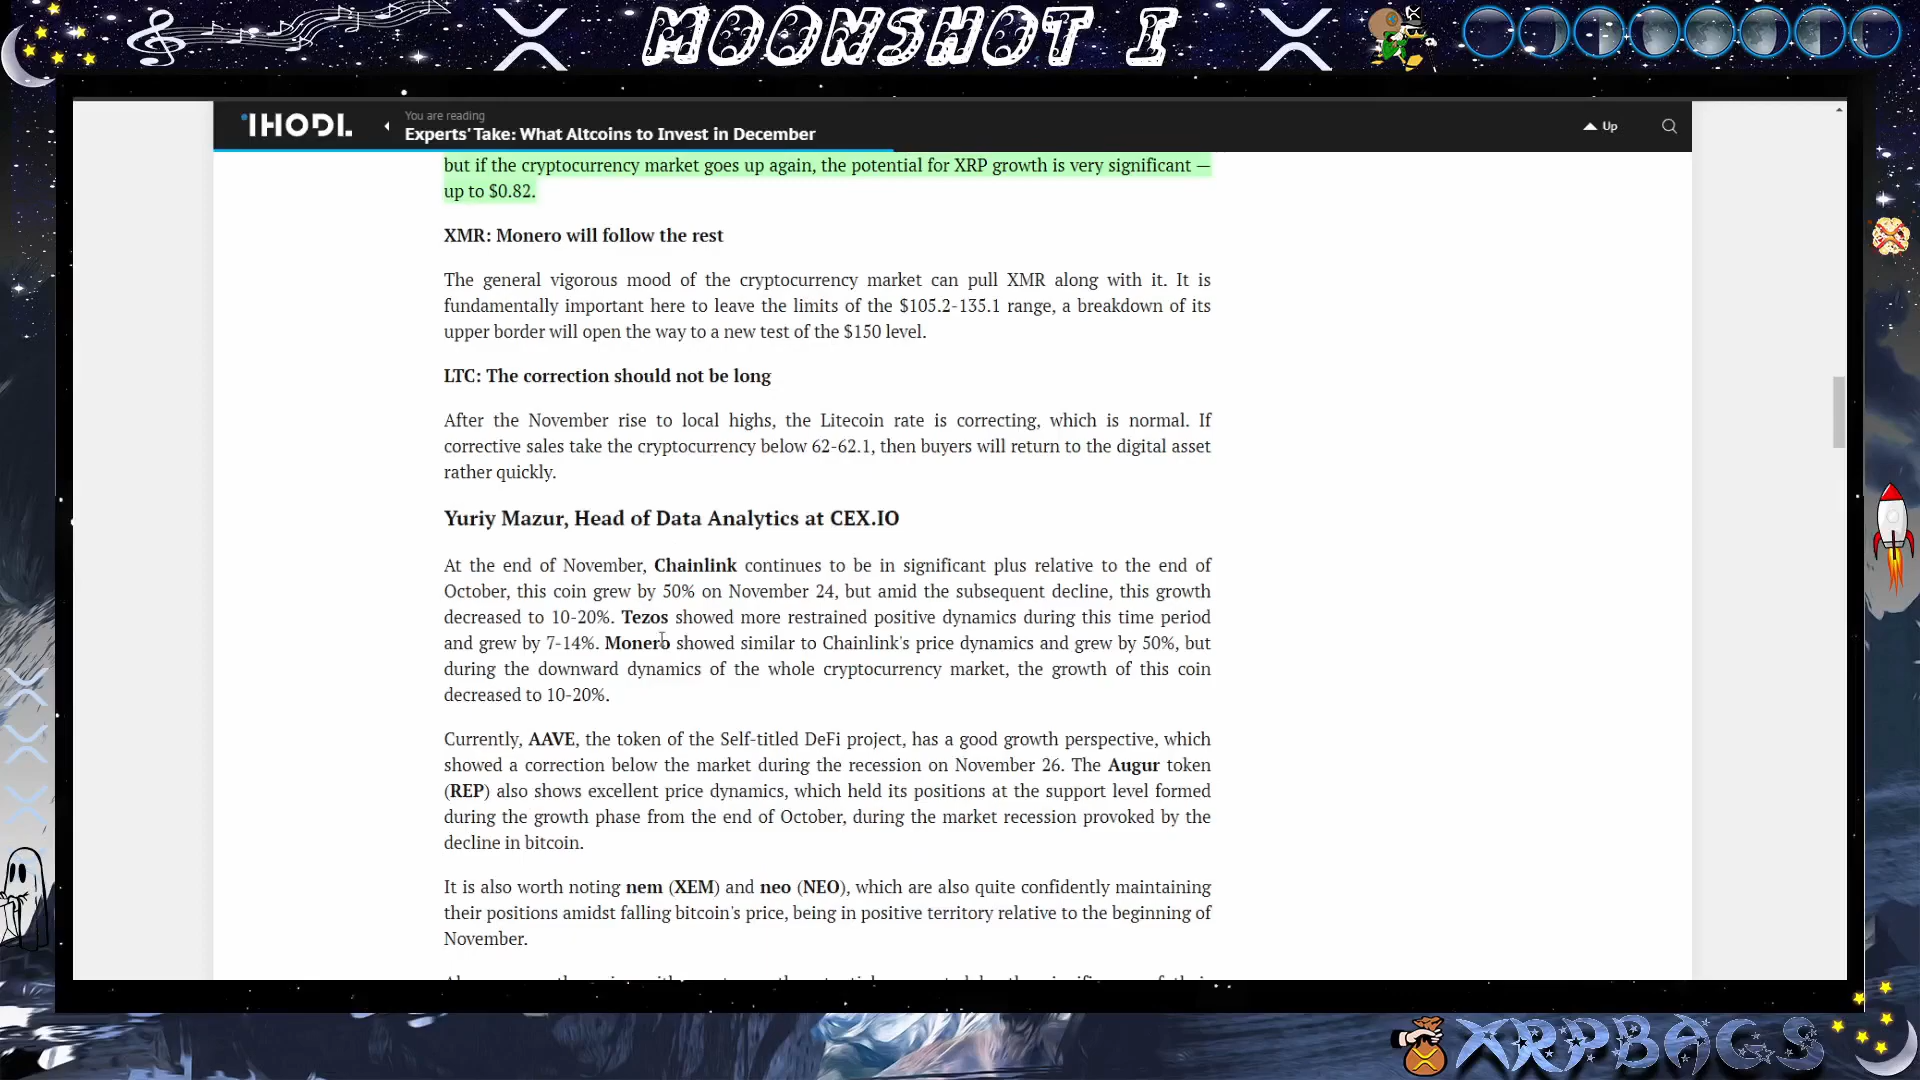 MOONSHOT I
IHODL
You are reading
Experts' Take: What Altcoins to Invest in December
Up
but if the cryptocurrency market goes up again, the potential for XRP growth is very significant —
up to $0.82.
XMR: Monero will follow the rest
The general vigorous mood of the cryptocurrency market can pull XMR along with it. It is
fundamentally important here to leave the limits of the $105.2-135.1 range, a breakdown of its
upper border will open the way to a new test of the $150 level.
LTC: The correction should not be long
After the November rise to local highs, the Litecoin rate is correcting, which is normal. If
corrective sales take the cryptocurrency below 62-62.1, then buyers will return to the digital asset
rather quickly.
Yuriy Mazur, Head of Data Analytics at CEX.IO
At the end of November, Chainlink continues to be in significant plus relative to the end of
October, this coin grew by 50% on November 24, but amid the subsequent decline, this growth
decreased to 10-20%. Tezos showed more restrained positive dynamics during this time period
and grew by 7-14%. Monero showed similar to Chainlink's price dynamics and grew by 50%, but
during the downward dynamics of the whole cryptocurrency market, the growth of this coin
decreased to 10-20%.
Currently, AAVE, the token of the Self-titled DeFi project, has a good growth perspective, which
showed a correction below the market during the recession on November 26. The Augur token
(REP) also shows excellent price dynamics, which held its positions at the support level formed
during the growth phase from the end of October, during the market recession provoked by the
decline in bitcoin.
It is also worth noting nem (XEM) and neo (NEO), which are also quite confidently maintaining
their positions amidst falling bitcoin's price, being in positive territory relative to the beginning of
November.
XRPBAGS